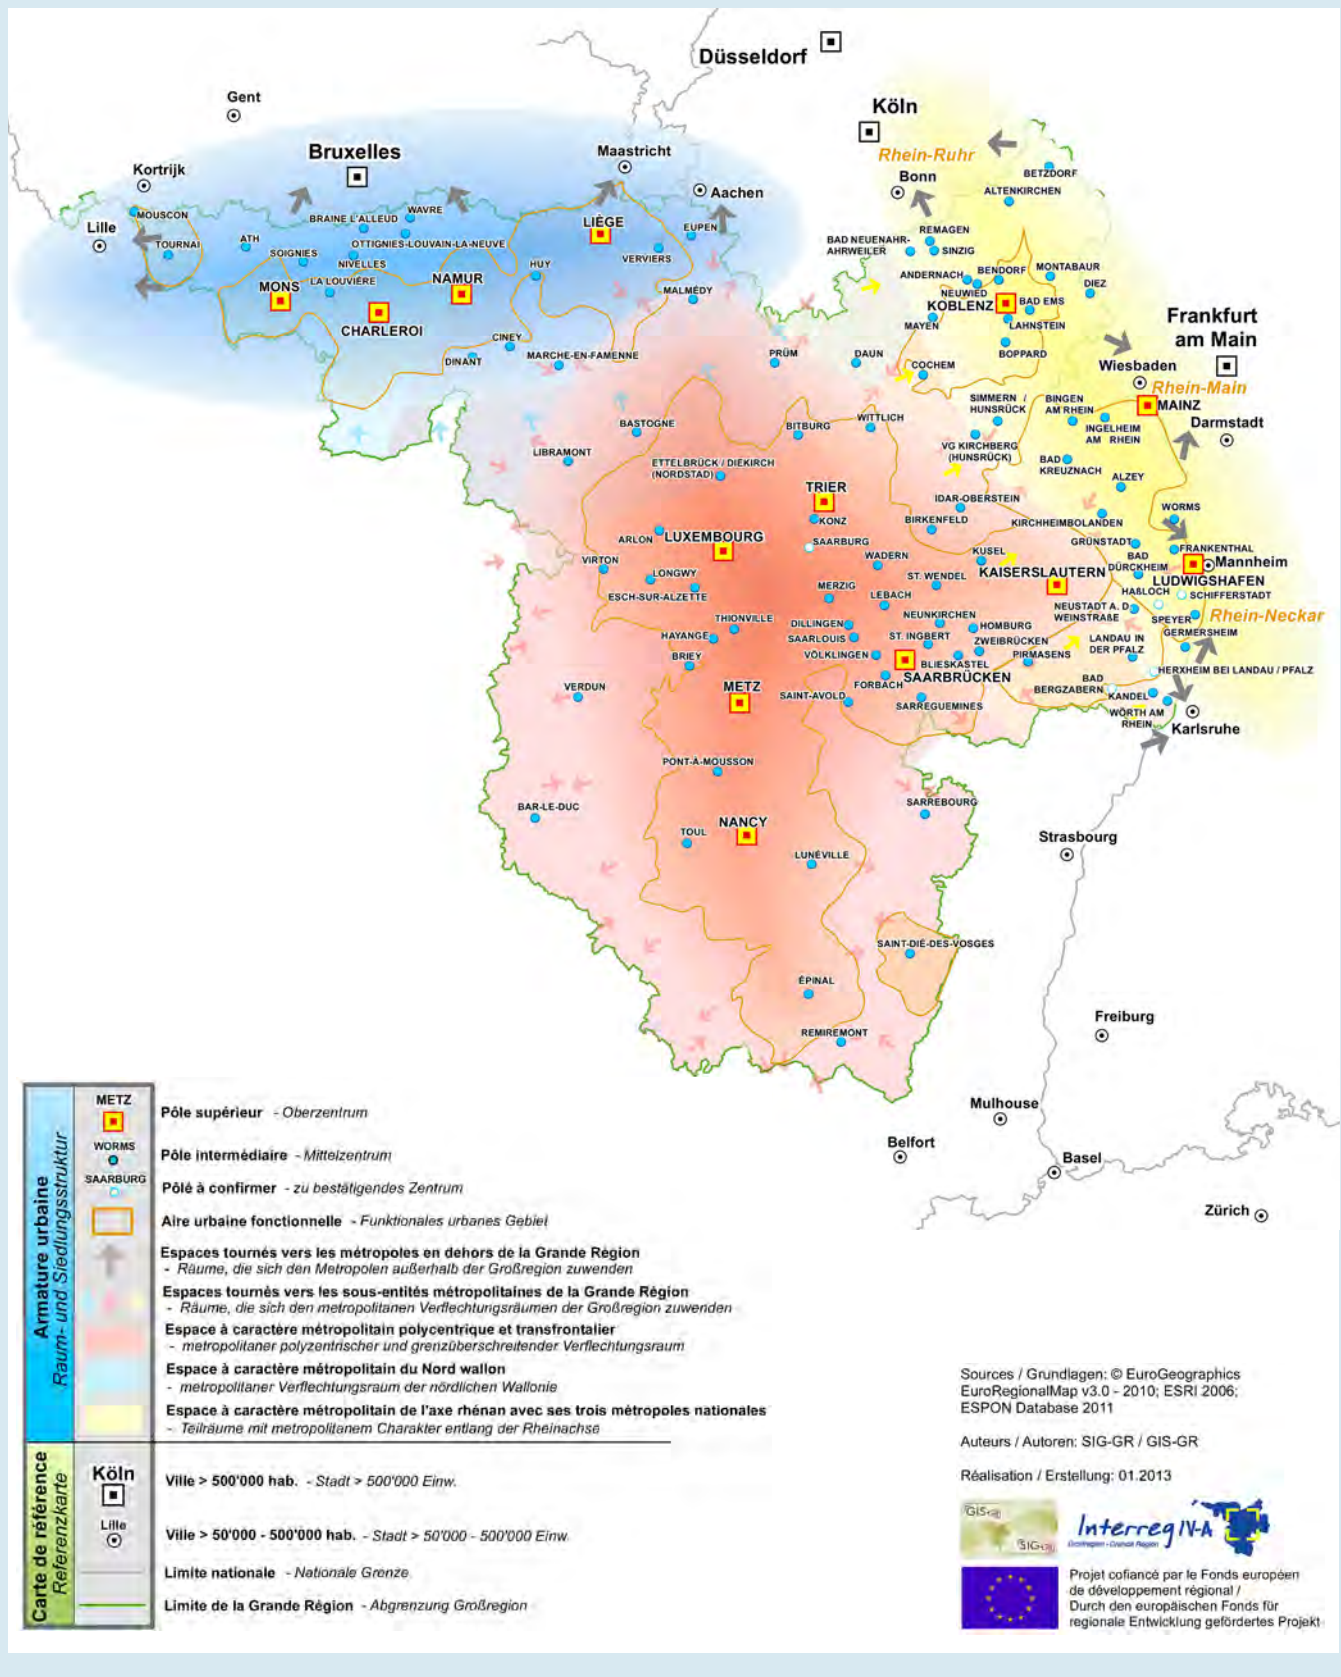 Düsseldorf
Gent
Köln
Bruxelles
Maastricht
Rhein-Ruhr
Kortrijk
Bonn
BETZDORF
Aachen
ALTENKIRCHEN
MOUSCON
WAVRE
BRAINE L'ALLEUD
LIÈGE
Lille
EUPEN
REMAGEN
TOURNAI
ATH
OTTIGNIES-LOUVAIN-LA-NEUVE
BAD NEUENAHR-
AHRWEILER
SINZIG
SOIGNIES
NIVELLES
HUY
VERVIERS
ANDERNACH
BENDORF
MONTABAUR
MONS
LA LOUVIÈRE
NAMUR
MALMÉDY
NEUWIED
DIEZ
KOBLENZ
BAD EMS
CHARLEROI
MAYEN
LAHNSTEIN
Frankfurt
am Main
CINEY
DINANT
MARCHE-EN-FAMENNE
PRÜM
DAUN
BOPPARD
COCHEM
Wiesbaden
Rhein-Main
SIMMERN /
HUNSRÜCK
BINGEN
AM RHEIN
MAINZ
BASTOGNE
BITBURG
WITTLICH
INGELHEIM
AM RHEIN
Darmstadt
LIBRAMONT
VG KIRCHBERG
(HUNSRÜCK)
ETTELBRÜCK / DIEKIRCH
(NORDSTAD)
BAD
KREUZNACH
ALZEY
TRIER
IDAR-OBERSTEIN
WORMS
KONZ
BIRKENFELD
KIRCHHEIMBOLANDEN
ARLON
LUXEMBOURG
SAARBURG
GRÜNSTADT
FRANKENTHAL
VIRTON
WADERN
KUSEL
BAD
DÜRCKHEIM
Mannheim
LONGWY
ST. WENDEL
KAISERSLAUTERN
LUDWIGSHAFEN
ESCH-SUR-ALZETTE
MERZIG
LEBACH
HAßLOCH
SCHIFFERSTADT
THIONVILLE
DILLINGEN
NEUNKIRCHEN
NEUSTADT A. D.
WEINSTRAßE
SPEYER
Rhein-Neckar
HAYANGE
SAARLOUIS
ST. INGBERT
HOMBURG
GERMERSHEIM
BRIEY
VÖLKLINGEN
ZWEIBRÜCKEN
LANDAU IN
DER PFALZ
BLIESKASTEL
PIRMASENS
HERXHEIM BEI LANDAU / PFALZ
VERDUN
METZ
FORBACH
SAARBRÜCKEN
BAD
BERGZABERN
SAINT-AVOLD
SARREGUEMINES
KANDEL
WÖRTH AM
RHEIN
Karlsruhe
PONT-À-MOUSSON
BAR-LE-DUC
SARREBOURG
NANCY
TOUL
Strasbourg
LUNÉVILLE
SAINT-DIÉ-DES-VOSGES
ÉPINAL
Freiburg
REMIREMONT
Mulhouse
Belfort
Basel
Zürich
Armature urbaine
Raum- und Siedlungsstruktur
METZ
Pôle supérieur - Oberzentrum
WORMS
Pôle intermédiaire - Mittelzentrum
SAARBURG
Pôlé à confirmer - zu bestätigendes Zentrum
Aire urbaine fonctionnelle - Funktionales urbanes Gebiet
Espaces tournés vers les métropoles en dehors de la Grande Région
- Räume, die sich den Metropolen außerhalb der Großregion zuwenden
Espaces tournés vers les sous-entités métropolitaines de la Grande Région
- Räume, die sich den metropolitanen Verflechtungsräumen der Großregion zuwenden
Espace à caractère métropolitain polycentrique et transfrontalier
- metropolitaner polyzentrischer und grenzüberschreitender Verflechtungsraum
Espace à caractère métropolitain du Nord wallon
- metropolitaner Verflechtungsraum der nördlichen Wallonie
Espace à caractère métropolitain de l'axe rhénan avec ses trois métropoles nationales
- Teilräume mit metropolitanem Charakter entlang der Rheinachse
Carte de référence
Referenzkarte
Köln
Ville > 500'000 hab. - Stadt > 500'000 Einw.
Lille
Ville > 50'000 - 500'000 hab. - Stadt > 50'000 - 500'000 Einw.
Limite nationale - Nationale Grenze
Limite de la Grande Région - Abgrenzung Großregion
Sources / Grundlagen: © EuroGeographics
EuroRegionalMap v3.0 - 2010; ESRI 2006;
ESPON Database 2011
Auteurs / Autoren: SIG-GR / GIS-GR
Réalisation / Erstellung: 01.2013
Interreg IV-A
Grossregion - Grande Région
Projet cofiancé par le Fonds européen
de développement régional /
Durch den europäischen Fonds für
regionale Entwicklung gefördertes Projekt